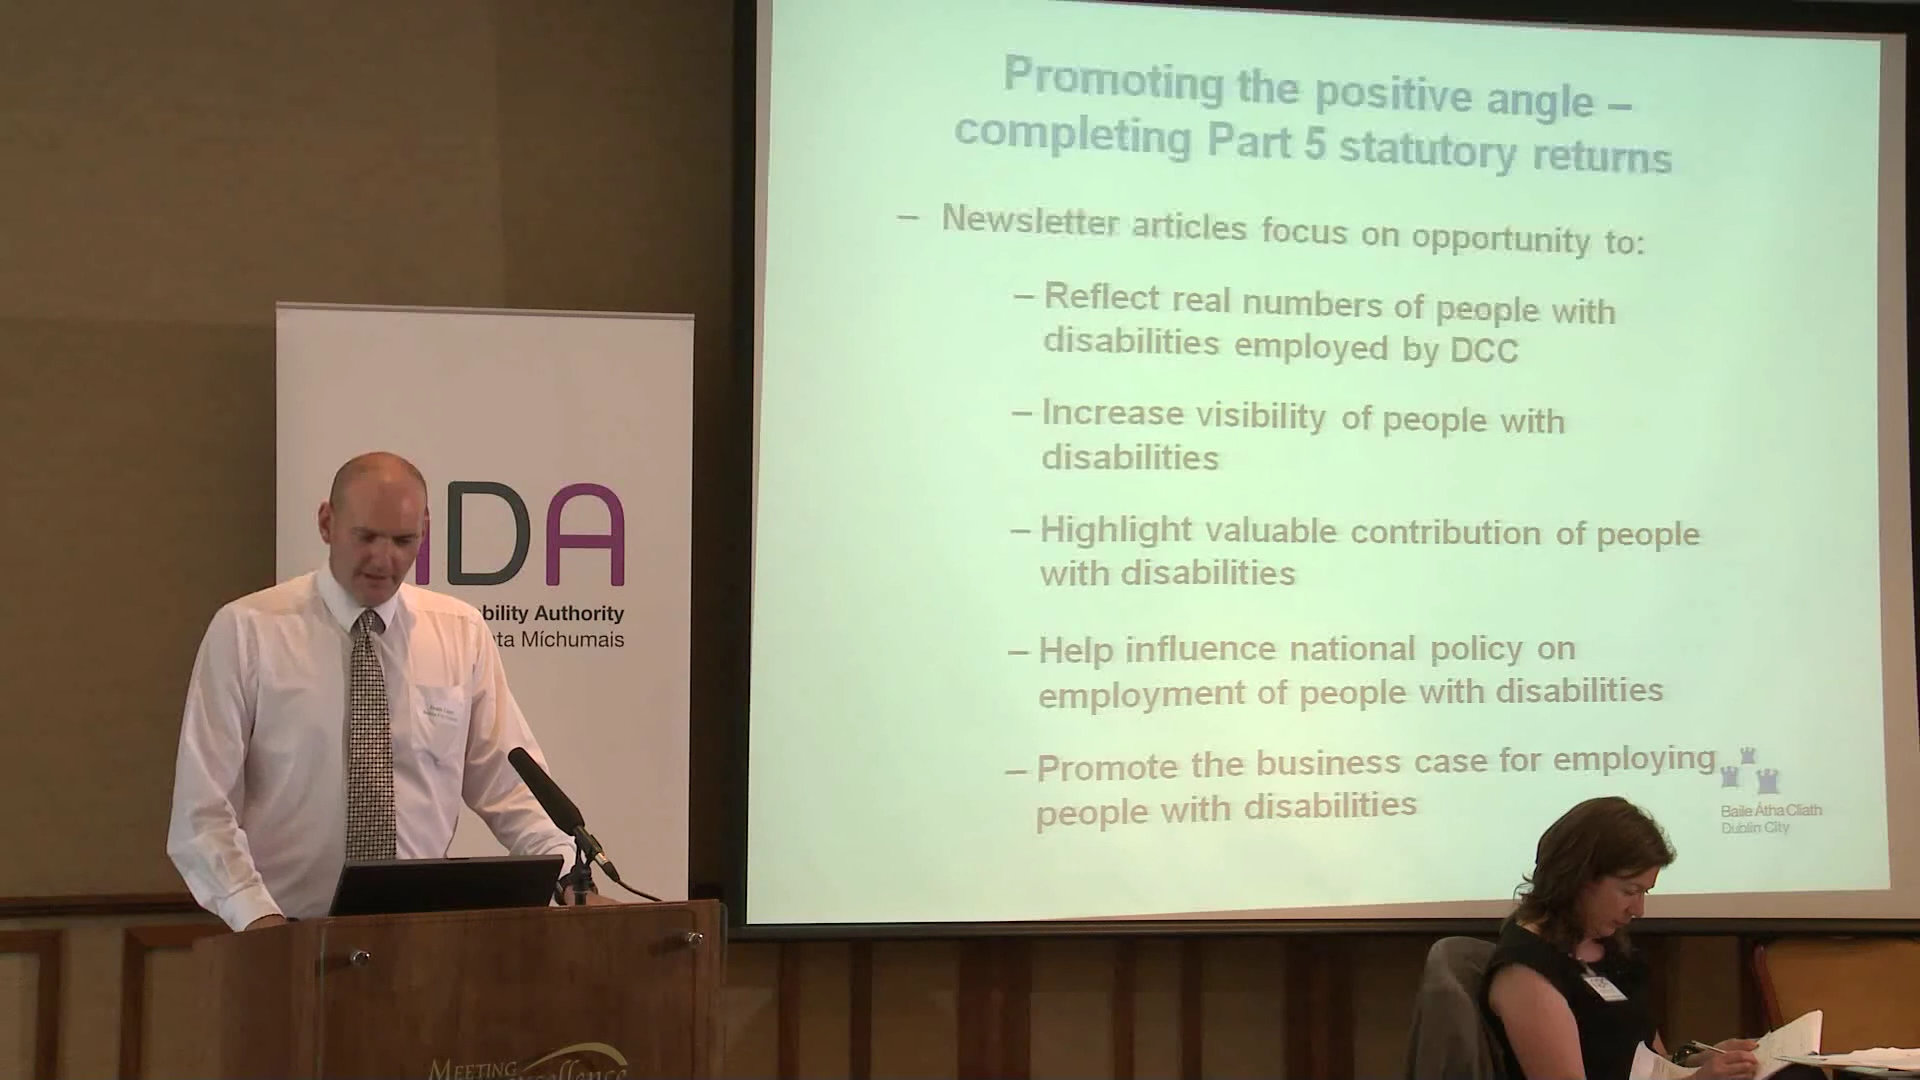 Promoting the positive angle –
completing Part 5 statutory returns
– Newsletter articles focus on opportunity to:
– Reflect real numbers of people with
disabilities employed by DCC
– Increase visibility of people with
disabilities
– Highlight valuable contribution of people
with disabilities
– Help influence national policy on
employment of people with disabilities
– Promote the business case for employing
people with disabilities
Baile Átha Cliath
Dublin City
DA
bility Authority
ta Míchumais
MEETING